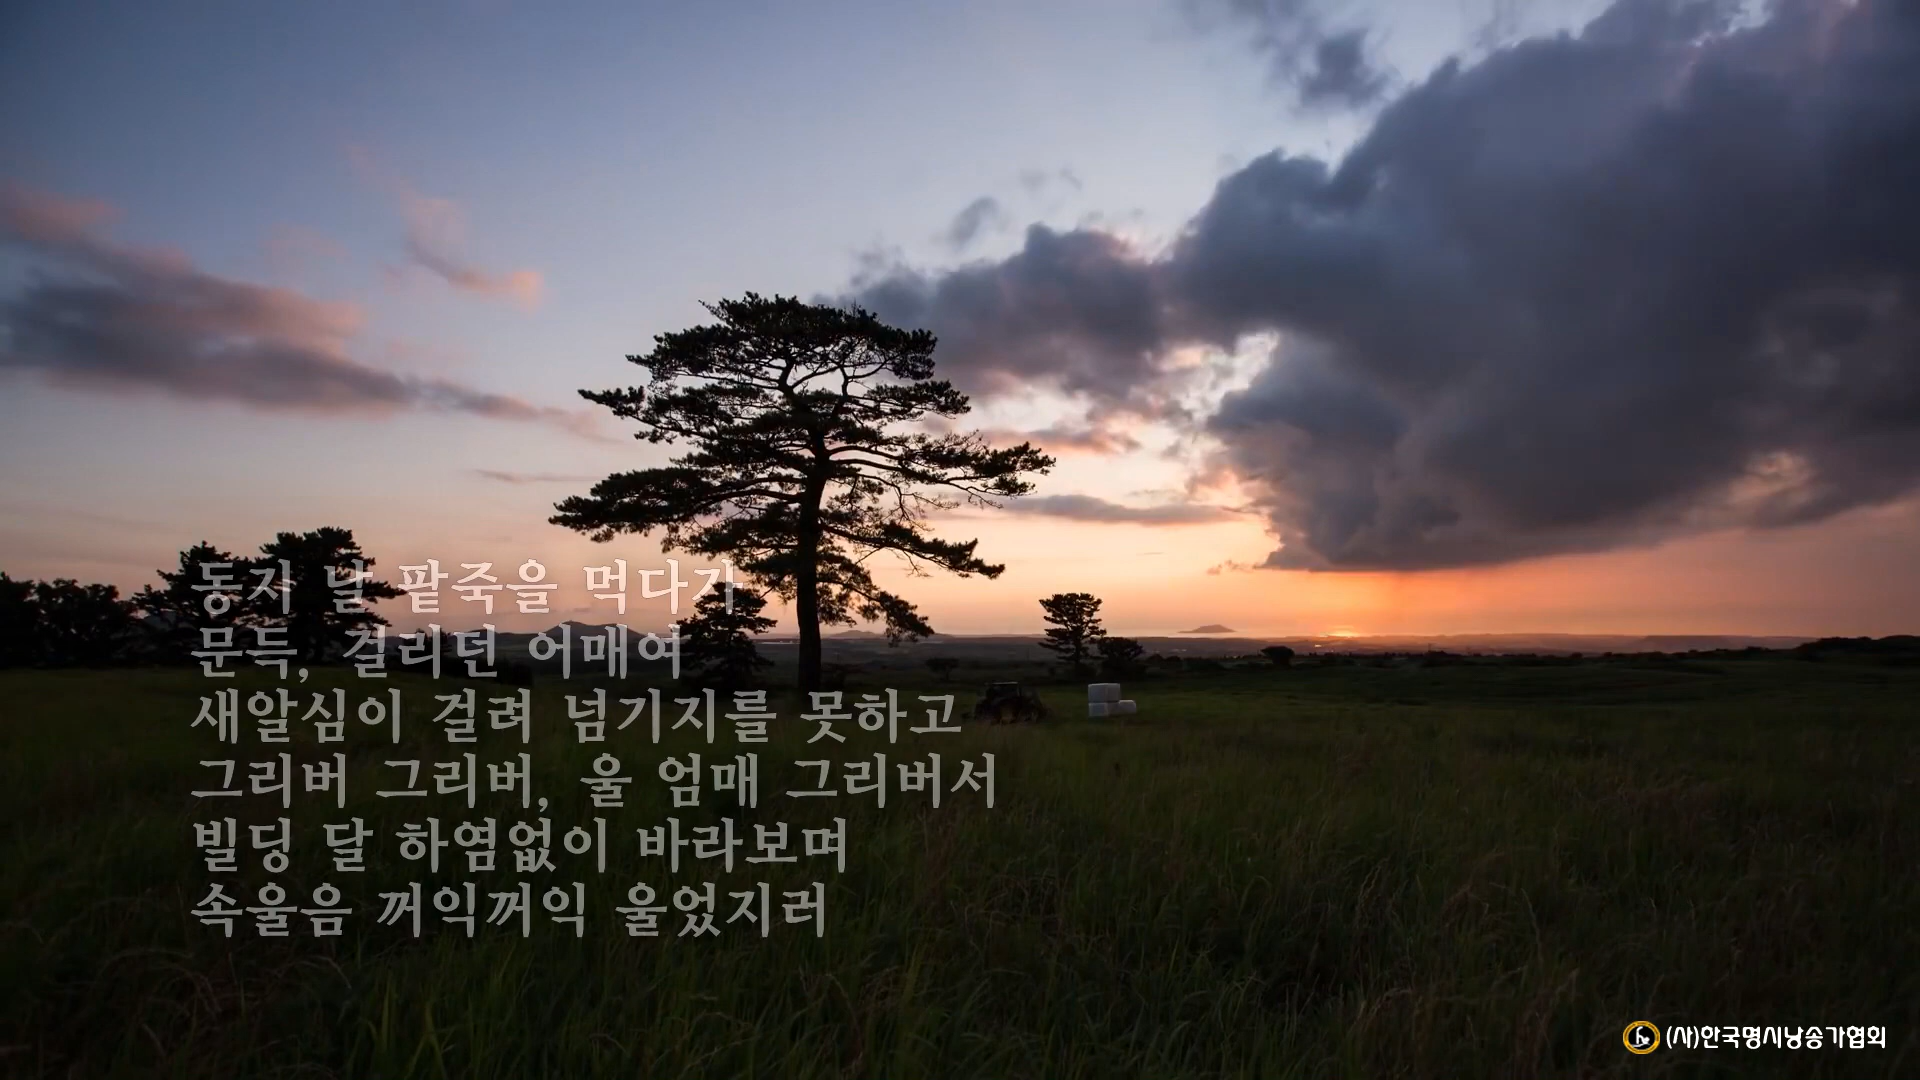 동지 날 팥죽을 먹다가
문득, 걸리던 어매여
새알심이 걸려 넘기지를 못하고
그리버 그리버, 울 엄매 그리버서
빌딩 달 하염없이 바라보며
속울음 꺼익꺼익 울었지러
(사)한국명시낭송가협회